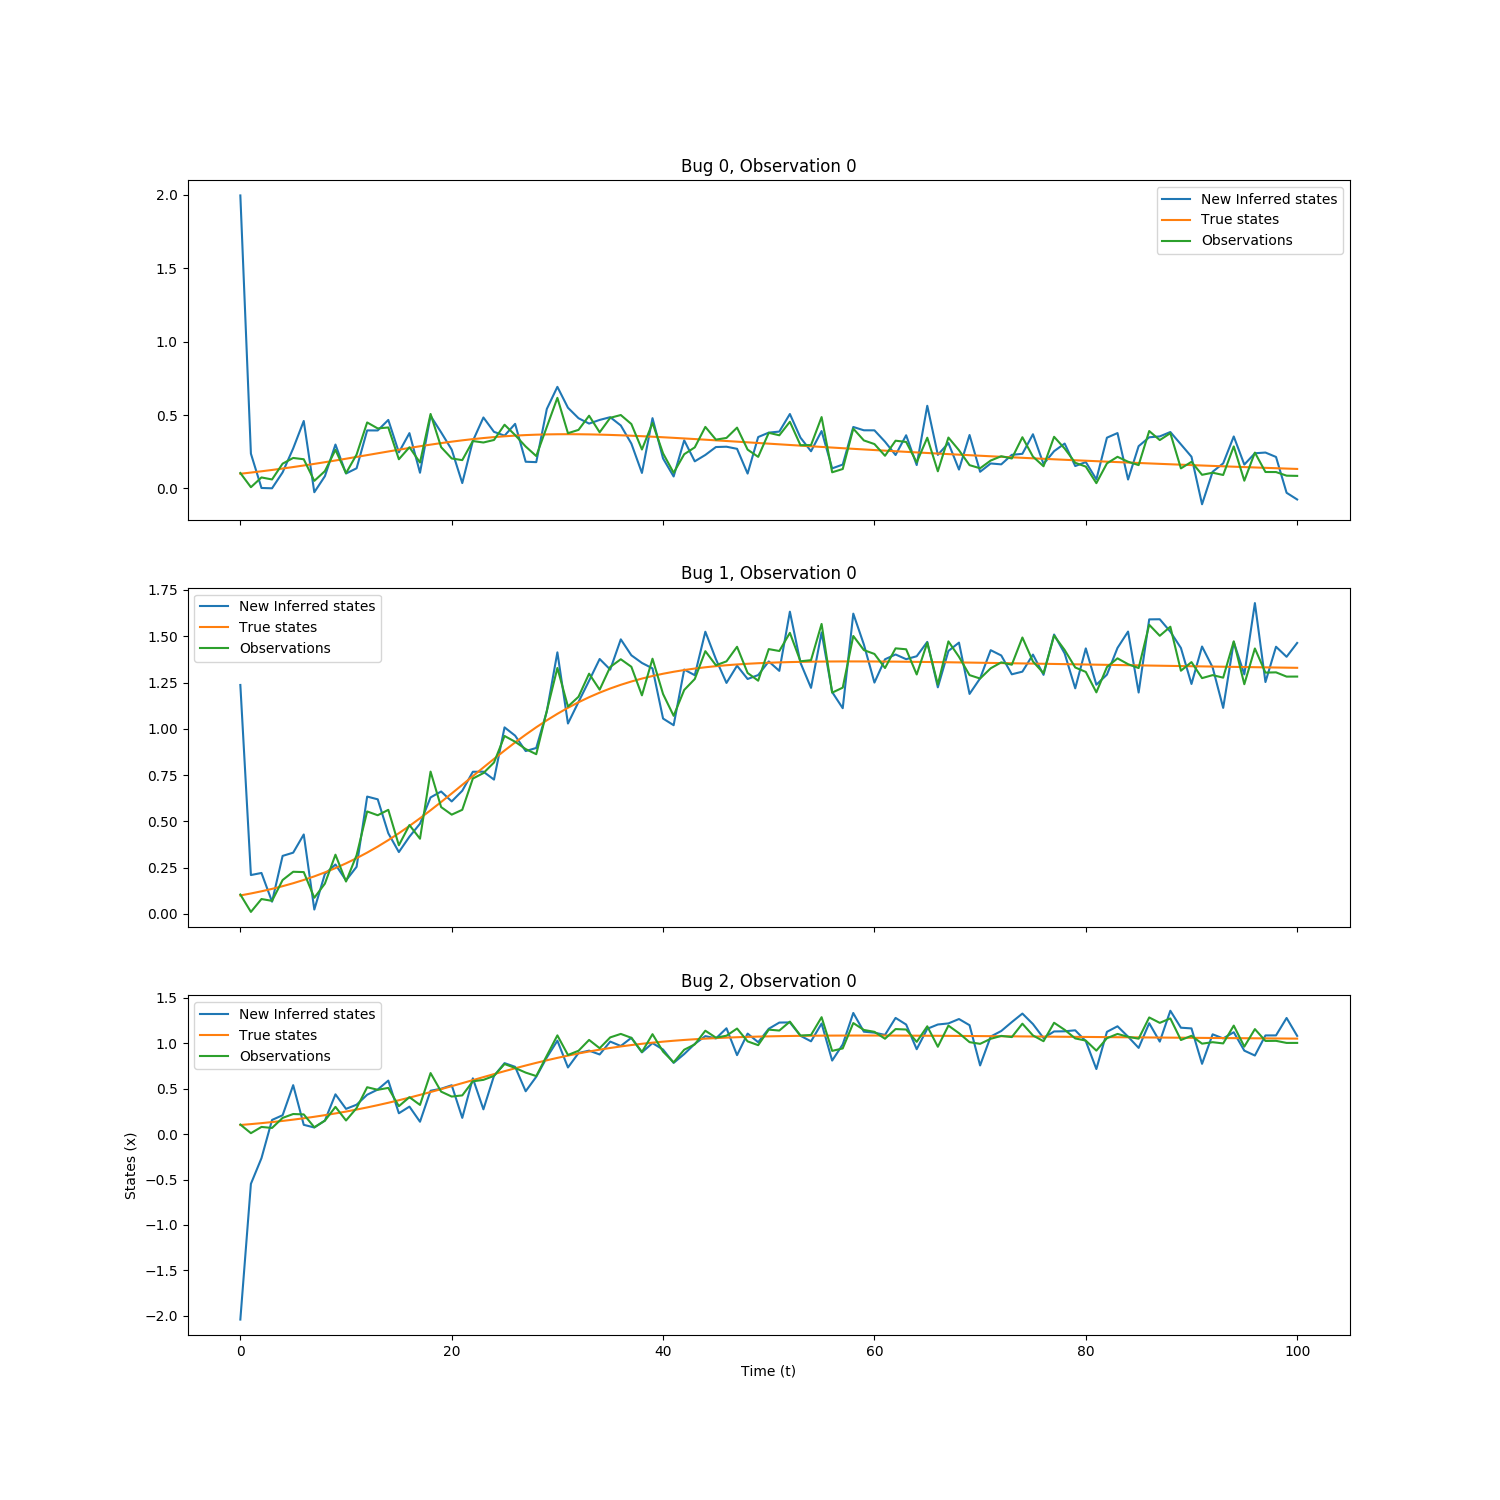 Bug 0, Observation 0
2.0
1.5
1.0
0.5
0.0
New Inferred states
True states
Observations
Bug 1, Observation 0
1.75
1.50
1.25
1.00
0.75
0.50
0.25
0.00
New Inferred states
True states
Observations
Bug 2, Observation 0
1.5
1.0
0.5
0.0
−0.5
−1.0
−1.5
−2.0
New Inferred states
True states
Observations
States (x)
0 20 40 60 80 100
Time (t)